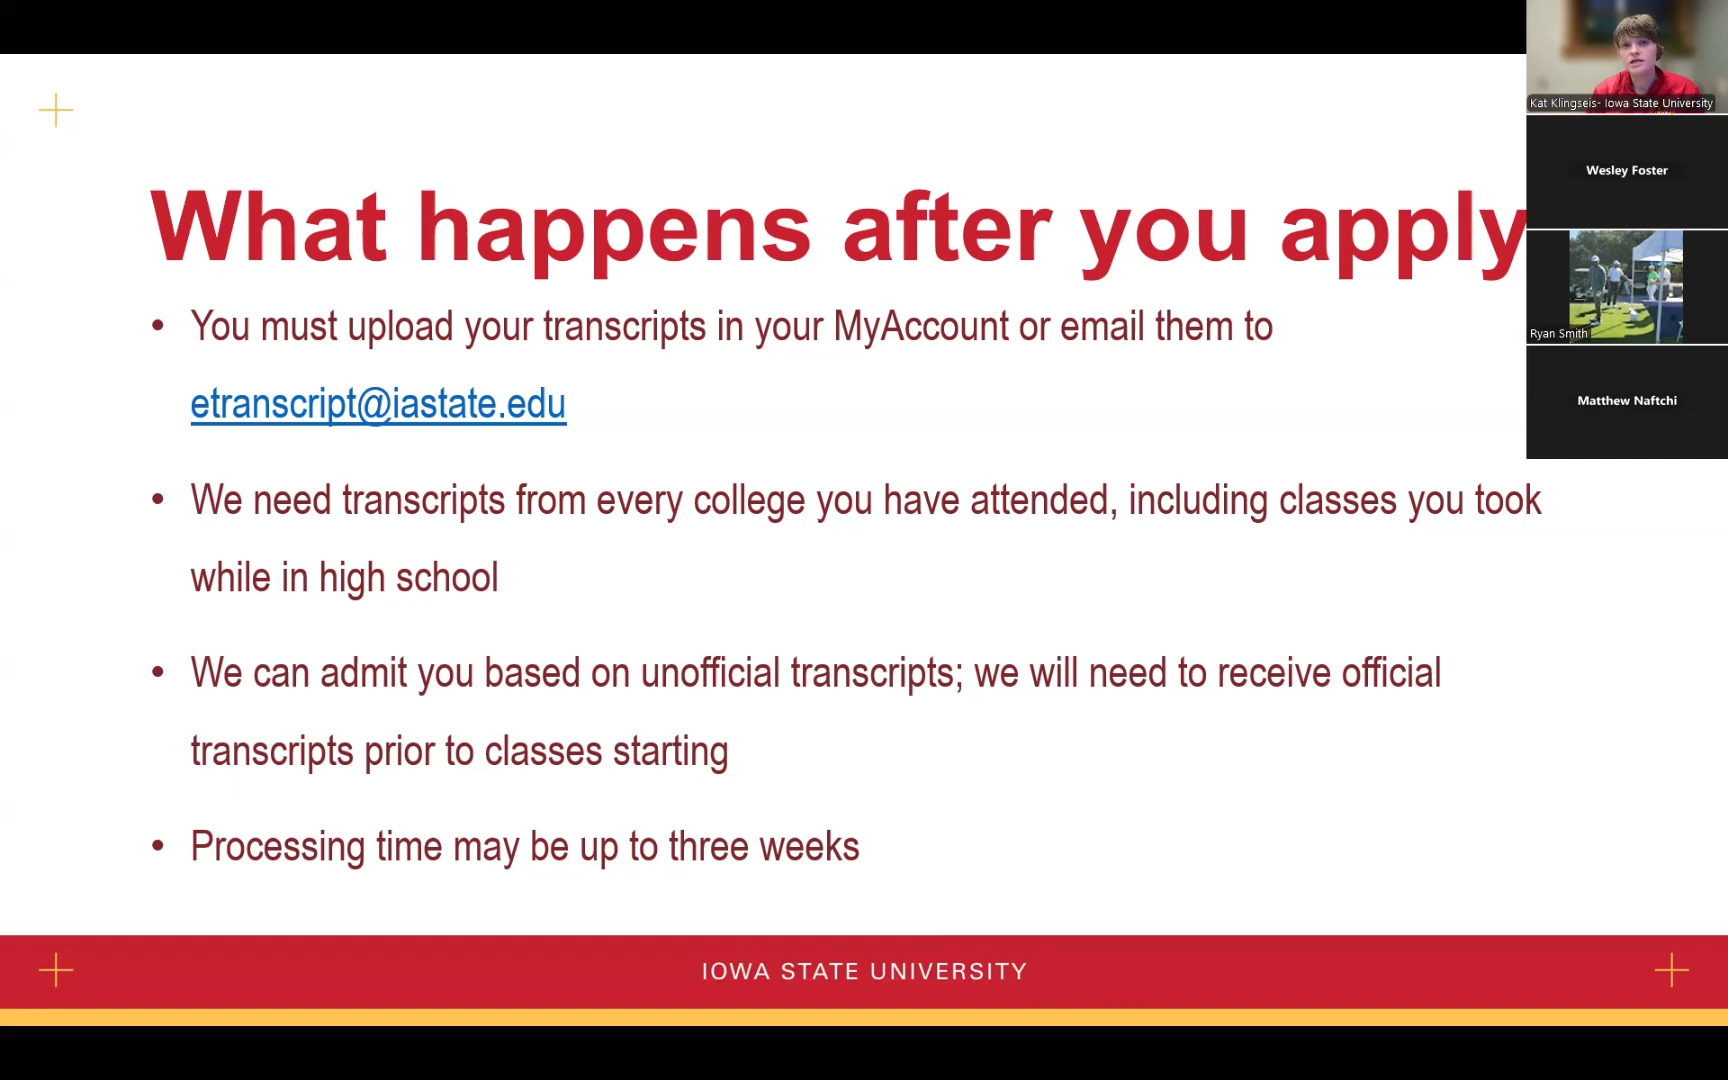 What happens after you apply
• You must upload your transcripts in your MyAccount or email them to
etranscript@iastate.edu
• We need transcripts from every college you have attended, including classes you took
while in high school
• We can admit you based on unofficial transcripts; we will need to receive official
transcripts prior to classes starting
• Processing time may be up to three weeks
IOWA STATE UNIVERSITY
Kat Klingseis- Iowa State University
Wesley Foster
Ryan Smith
Matthew Naftchi